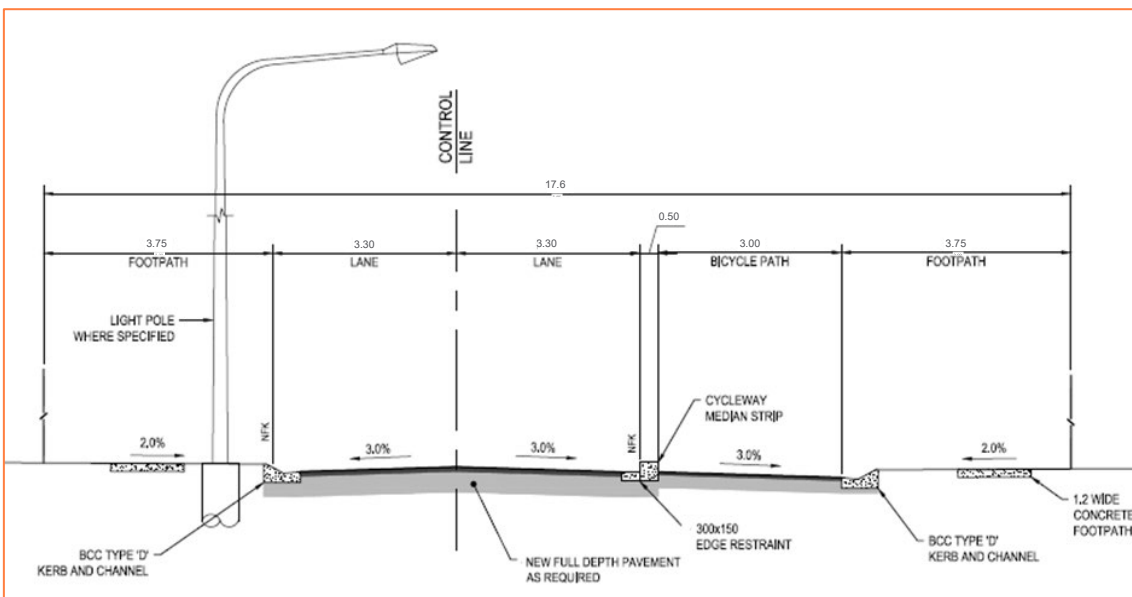 CONTROL
LINE
17.6
0.50
3.75
3.30
3.30
3.00
3.75
FOOTPATH
LANE
LANE
BICYCLE PATH
FOOTPATH
LIGHT POLE
WHERE SPECIFIED
CYCLEWAY
MEDIAN STRIP
NFK
NFK
2.0%
3.0%
3.0%
3.0%
2.0%
1.2 WIDE
CONCRETE
FOOTPATH
300x150
EDGE RESTRAINT
BCC TYPE 'D'
KERB AND CHANNEL
NEW FULL DEPTH PAVEMENT
AS REQUIRED
BCC TYPE 'D'
KERB AND CHANNEL